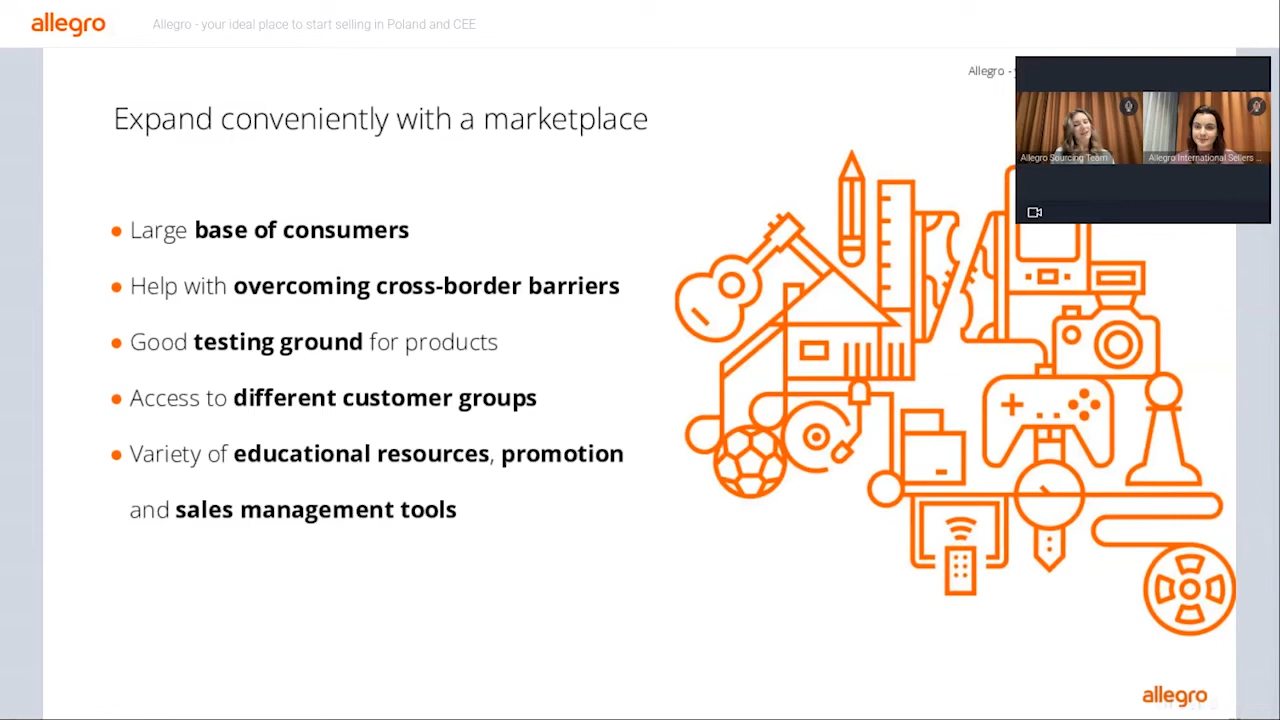 allegro
Allegro - your ideal place to start selling in Poland and CEE
Allegro -
Allegro Sourcing Team
Allegro International Sellers ...
Expand conveniently with a marketplace
Large base of consumers
Help with overcoming cross-border barriers
Good testing ground for products
Access to different customer groups
Variety of educational resources, promotion
and sales management tools
allegro